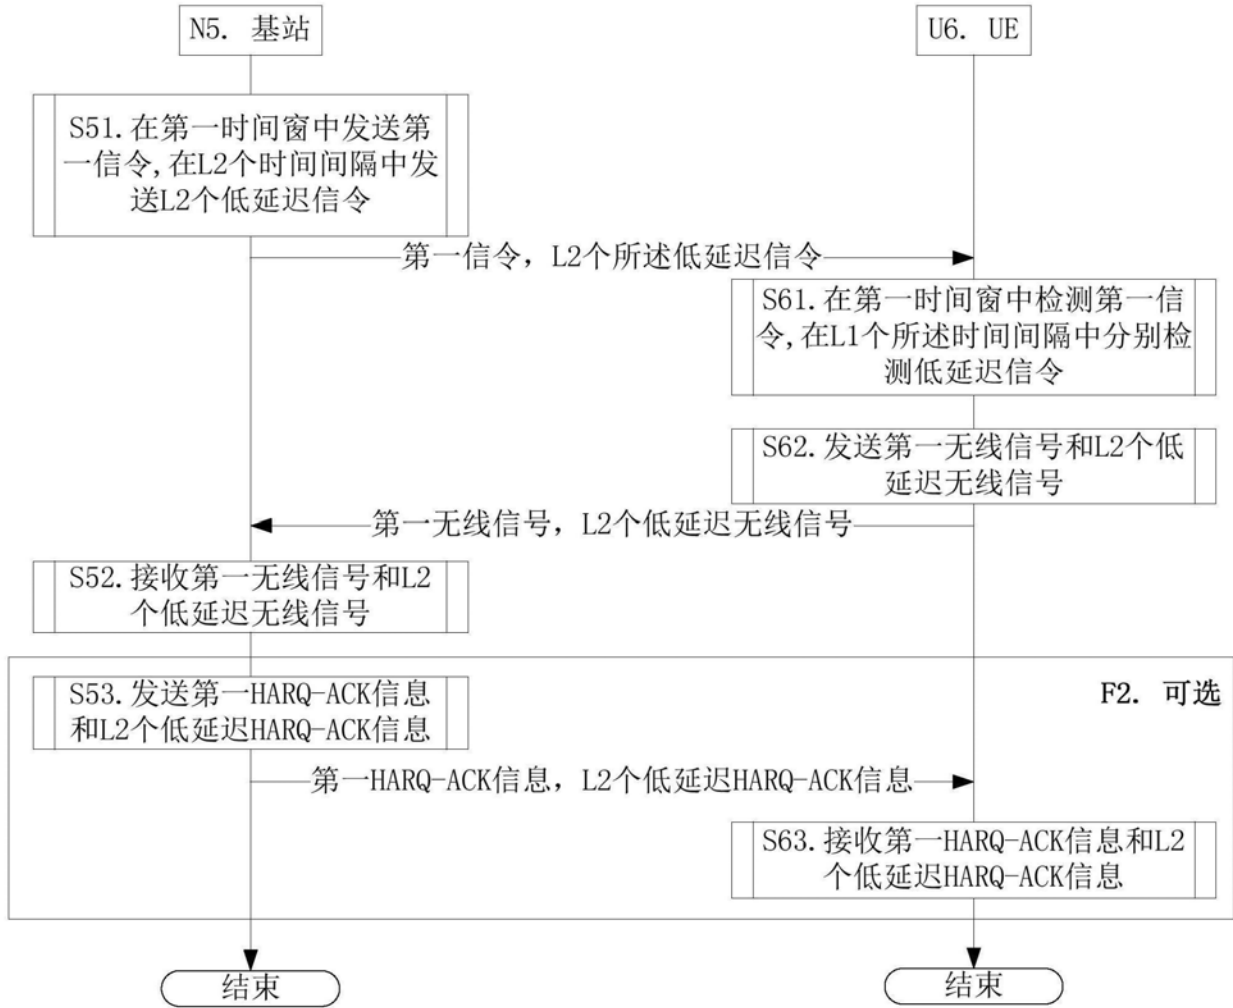 N5. 基站
U6. UE
S51.在第一时间窗中发送第
一信令,在L2个时间间隔中发
送L2个低延迟信令
第一信令，L2个所述低延迟信令
S61.在第一时间窗中检测第一信
令,在L1个所述时间间隔中分别检
测低延迟信令
S62.发送第一无线信号和L2个低
延迟无线信号
第一无线信号，L2个低延迟无线信号
S52.接收第一无线信号和L2
个低延迟无线信号
S53.发送第一HARQ-ACK信息
和L2个低延迟HARQ-ACK信息
F2. 可选
第一HARQ-ACK信息，L2个低延迟HARQ-ACK信息
S63.接收第一HARQ-ACK信息和L2
个低延迟HARQ-ACK信息
结束
结束